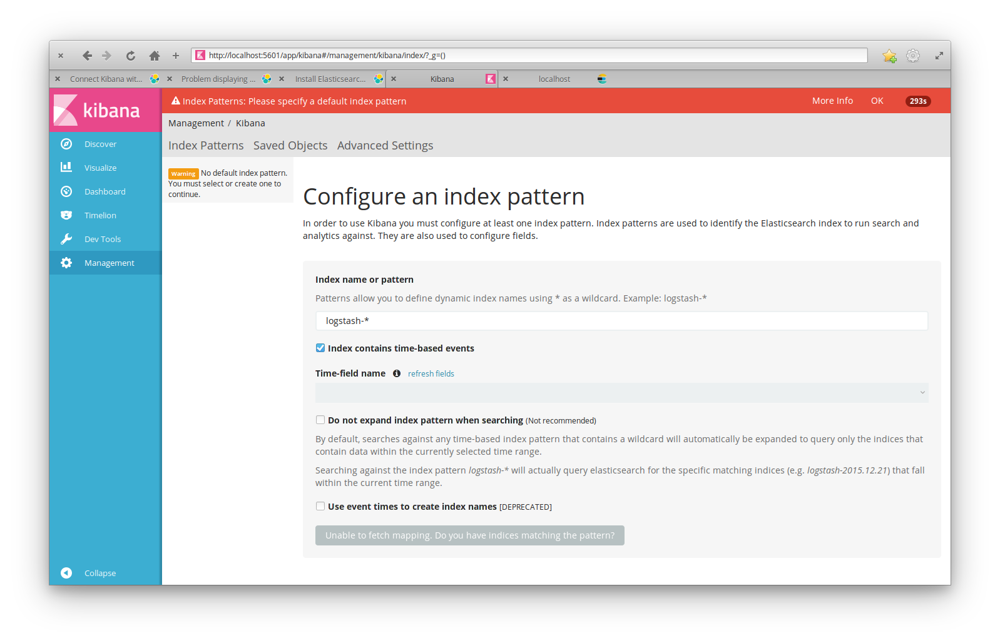 http://localhost:5601/app/kibana#/management/kibana/index/?_g=()
Connect Kibana wit...
Problem displaying ...
Install Elasticsearc...
Kibana
localhost
kibana
Index Patterns: Please specify a default index pattern
More Info
OK
293s
Management / Kibana
Index Patterns Saved Objects Advanced Settings
Discover
Visualize
Dashboard
Timelion
Dev Tools
Management
Collapse
Warning No default index pattern.
You must select or create one to
continue.
Configure an index pattern
In order to use Kibana you must configure at least one index pattern. Index patterns are used to identify the Elasticsearch index to run search and
analytics against. They are also used to configure fields.
Index name or pattern
Patterns allow you to define dynamic index names using * as a wildcard. Example: logstash-*
logstash-*
Index contains time-based events
Time-field name refresh fields
Do not expand index pattern when searching (Not recommended)
By default, searches against any time-based index pattern that contains a wildcard will automatically be expanded to query only the indices that
contain data within the currently selected time range.
Searching against the index pattern logstash-* will actually query elasticsearch for the specific matching indices (e.g. logstash-2015.12.21) that fall
within the current time range.
Use event times to create index names [DEPRECATED]
Unable to fetch mapping. Do you have indices matching the pattern?